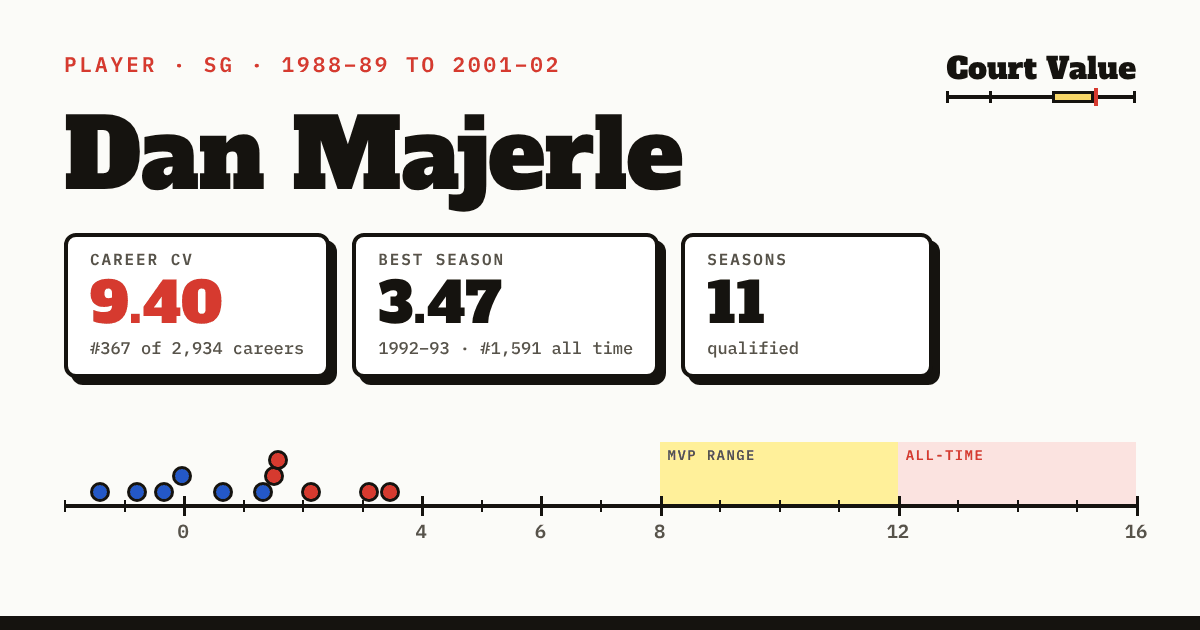 PLAYER · SG · 1988–89 TO 2001–02
Court Value
Dan Majerle
CAREER CV
9.40
#367 of 2,934 careers
BEST SEASON
3.47
1992–93 · #1,591 all time
SEASONS
11
qualified
MVP RANGE
ALL-TIME
0 4 6 8 12 16